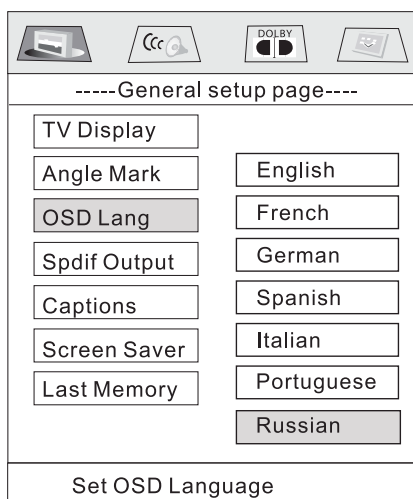 DOLBY
-----General setup page----
TV Display
Angle Mark
OSD Lang
Spdif Output
Captions
Screen Saver
Last Memory
English
French
German
Spanish
Italian
Portuguese
Russian
Set OSD Language